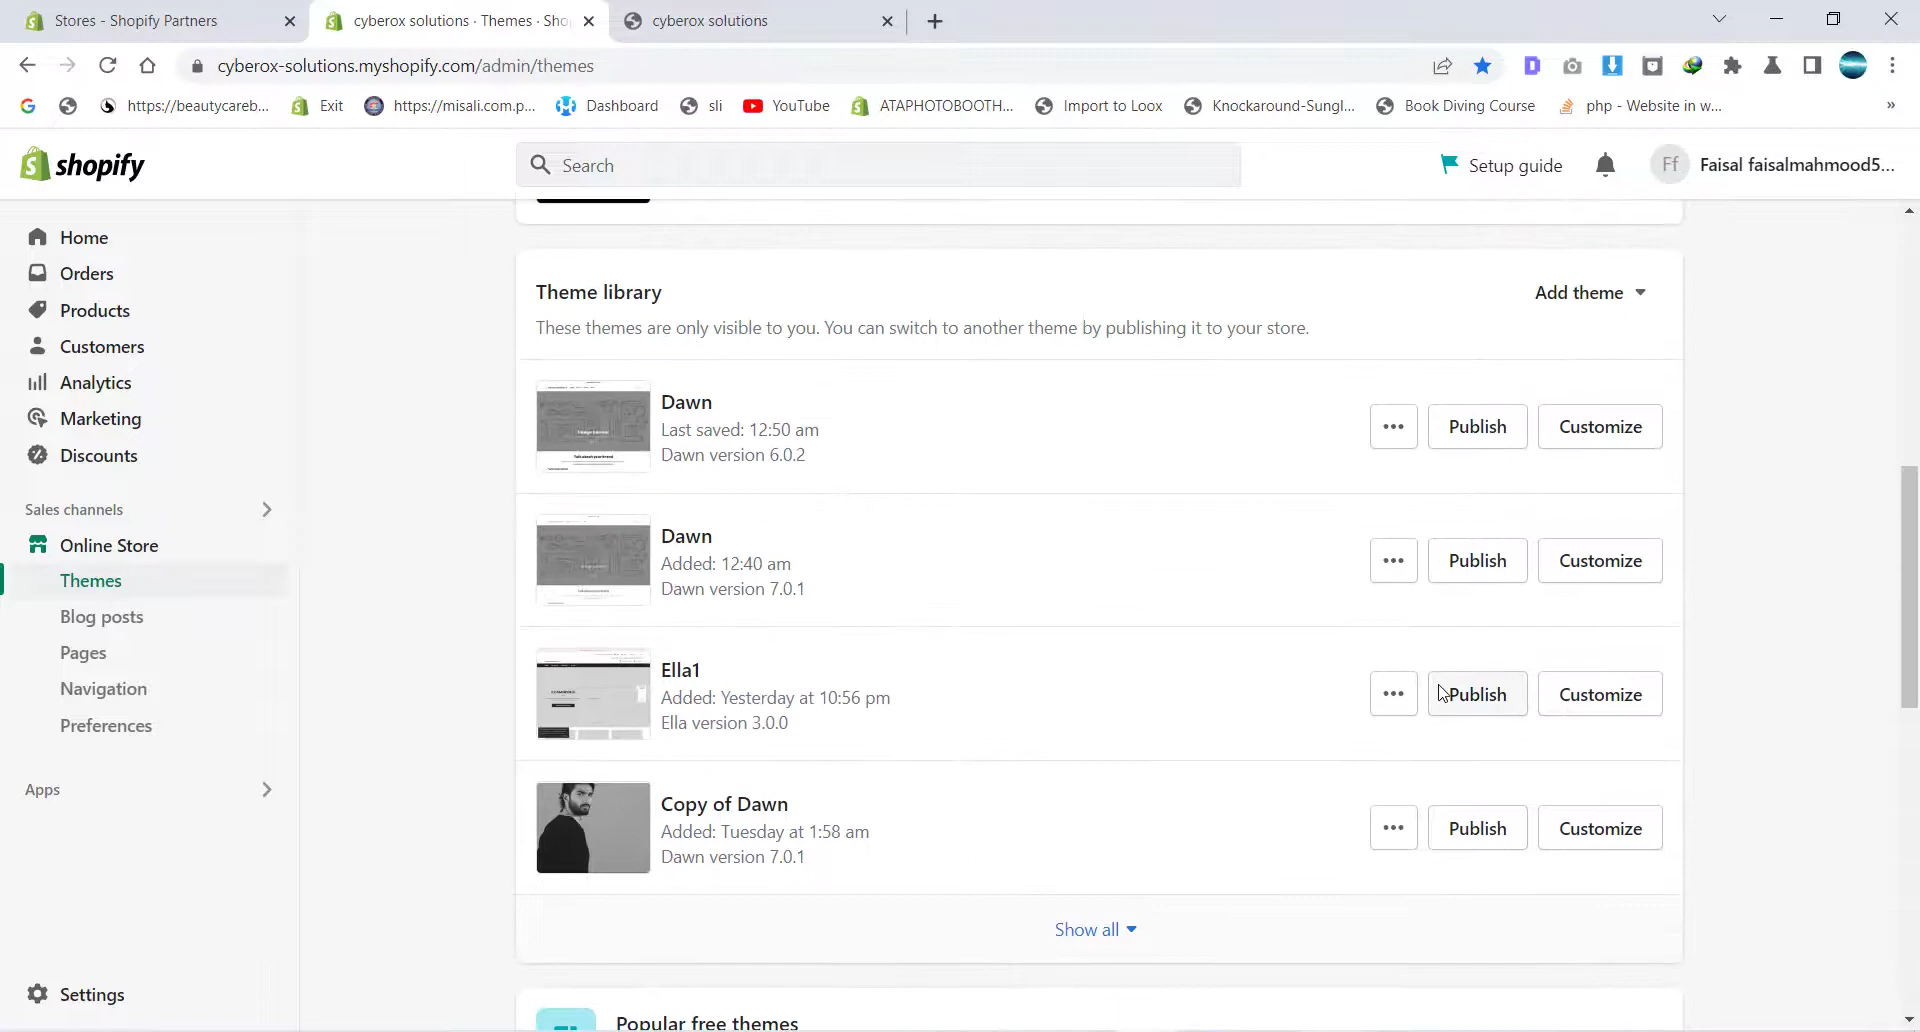 Stores - Shopify Partners
cyberox solutions · Themes · Sho
cyberox solutions
cyberox-solutions.myshopify.com/admin/themes
https://beautycareb...
Exit
https://misali.com.p...
Dashboard
sli
YouTube
ATAPHOTOBOOTH...
Import to Loox
Knockaround-Sungl...
Book Diving Course
php - Website in w...
»
shopify
Search
Setup guide
Ff
Faisal faisalmahmood5...
Home
Orders
Products
Customers
Analytics
Marketing
Discounts
Sales channels
Online Store
Themes
Blog posts
Pages
Navigation
Preferences
Apps
Settings
Theme library
Add theme
These themes are only visible to you. You can switch to another theme by publishing it to your store.
Dawn
Last saved: 12:50 am
Dawn version 6.0.2
Publish
Customize
Dawn
Added: 12:40 am
Dawn version 7.0.1
Publish
Customize
Ella1
Added: Yesterday at 10:56 pm
Ella version 3.0.0
Publish
Customize
Copy of Dawn
Added: Tuesday at 1:58 am
Dawn version 7.0.1
Publish
Customize
Show all
Popular free themes